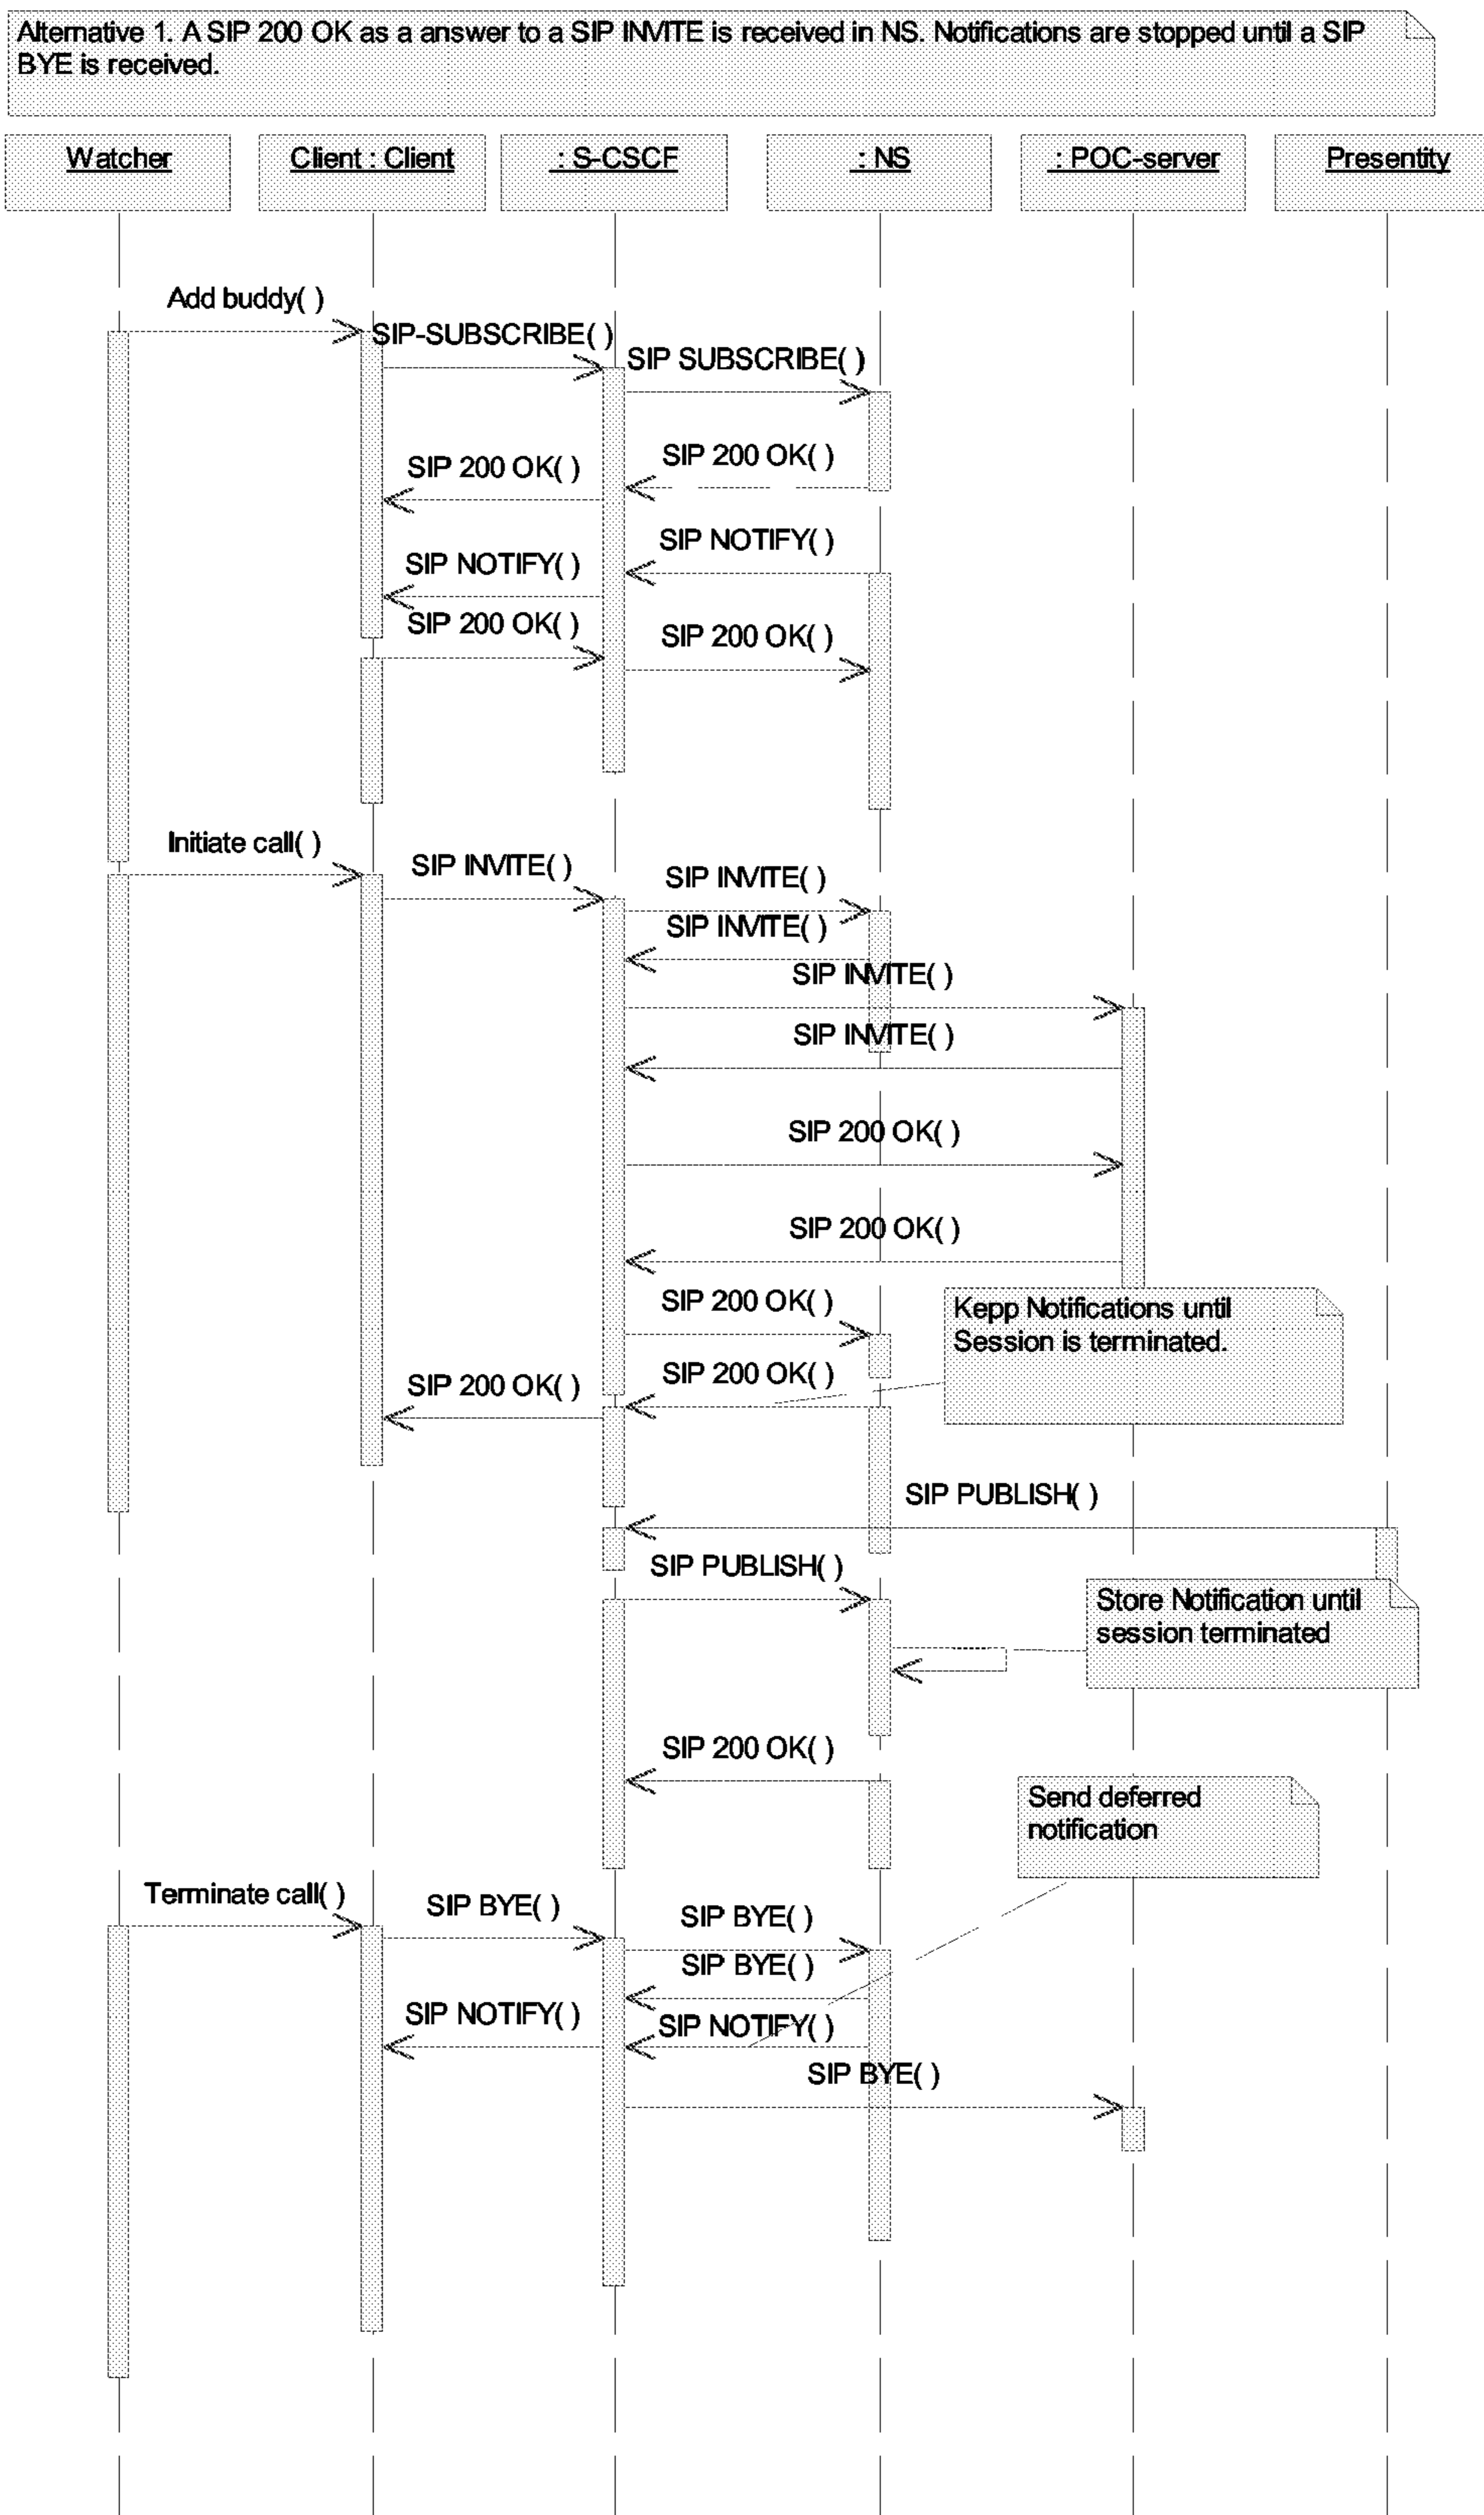 Alternative 1. A SIP 200 OK as a answer to a SIP INVITE is received in NS. Notifications are stopped until a SIP
BYE is received.
Watcher
Client : Client
: S-CSCF
: NS
: POC-server
Presentity
Add buddy( )
SIP-SUBSCRIBE( )
SIP SUBSCRIBE( )
SIP 200 OK( )
SIP 200 OK( )
SIP NOTIFY( )
SIP NOTIFY( )
SIP 200 OK( )
SIP 200 OK( )
Initiate call( )
SIP INVITE( )
SIP INVITE( )
SIP INVITE( )
SIP INVITE( )
SIP INVITE( )
SIP 200 OK( )
SIP 200 OK( )
SIP 200 OK( )
Kepp Notifications until
Session is terminated.
SIP 200 OK( )
SIP 200 OK( )
SIP PUBLISH( )
SIP PUBLISH( )
Store Notification until
session terminated
SIP 200 OK( )
Send deferred
notification
Terminate call( )
SIP BYE( )
SIP BYE( )
SIP BYE( )
SIP NOTIFY( )
SIP NOTIFY( )
SIP BYE( )